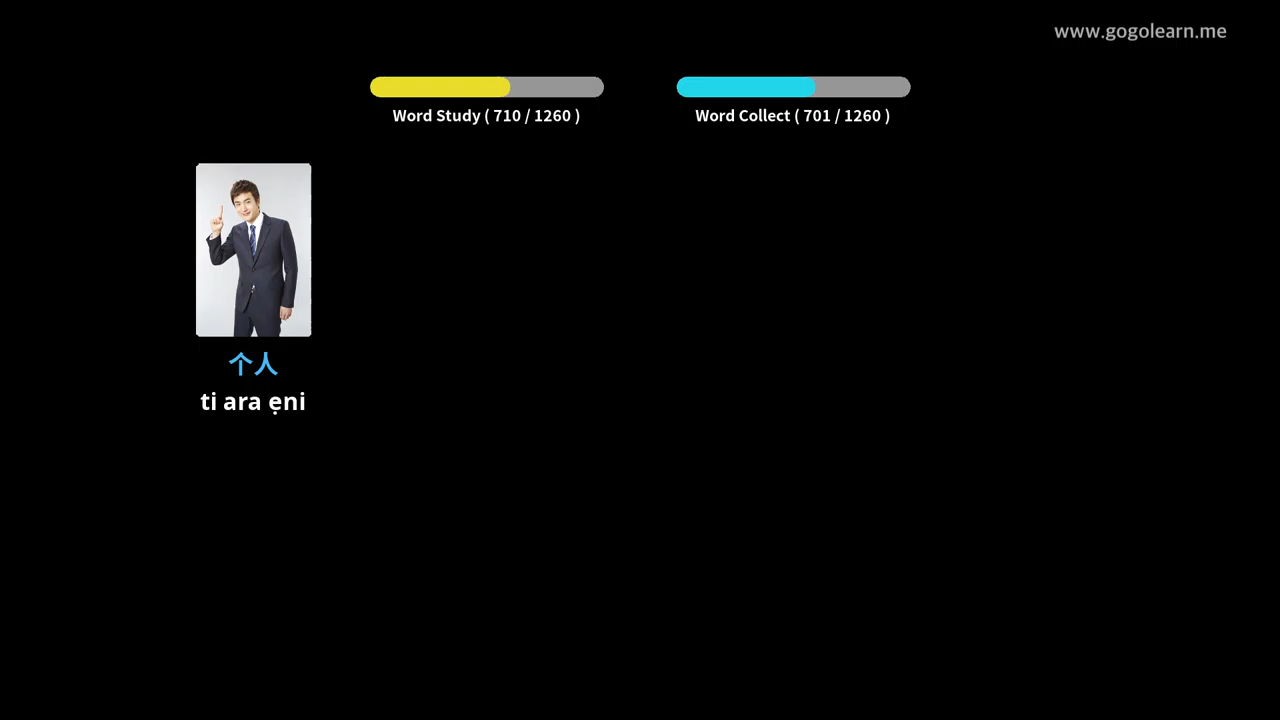 www.gogolearn.me
Word Study ( 710 / 1260 )
Word Collect ( 701 / 1260 )
个人
ti ara ẹni